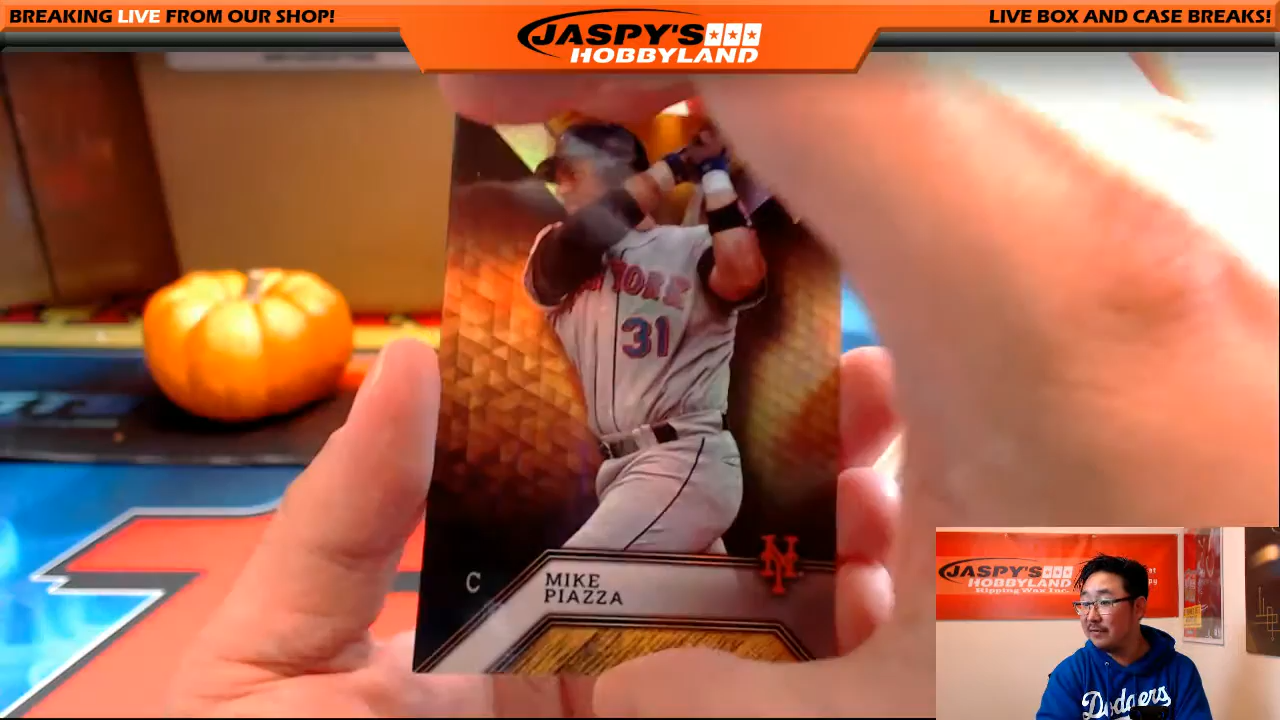 BREAKING LIVE FROM OUR SHOP!
JASPY'S
HOBBYLAND
LIVE BOX AND CASE BREAKS!
YORK
31
C
MIKE
PIAZZA
NY
JASPY'S
HOBBYLAND
Ripping Wax Inc.
Dodgers